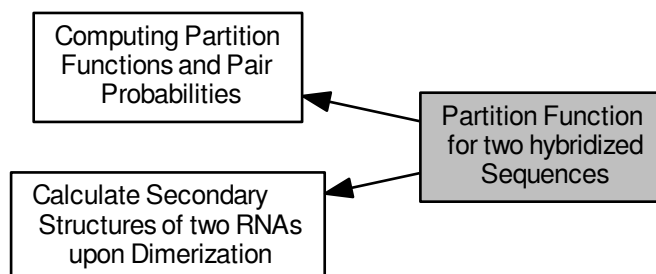 Computing Partition
Functions and Pair
Probabilities
Partition Function
for two hybridized
Sequences
Calculate Secondary
Structures of two RNAs
upon Dimerization